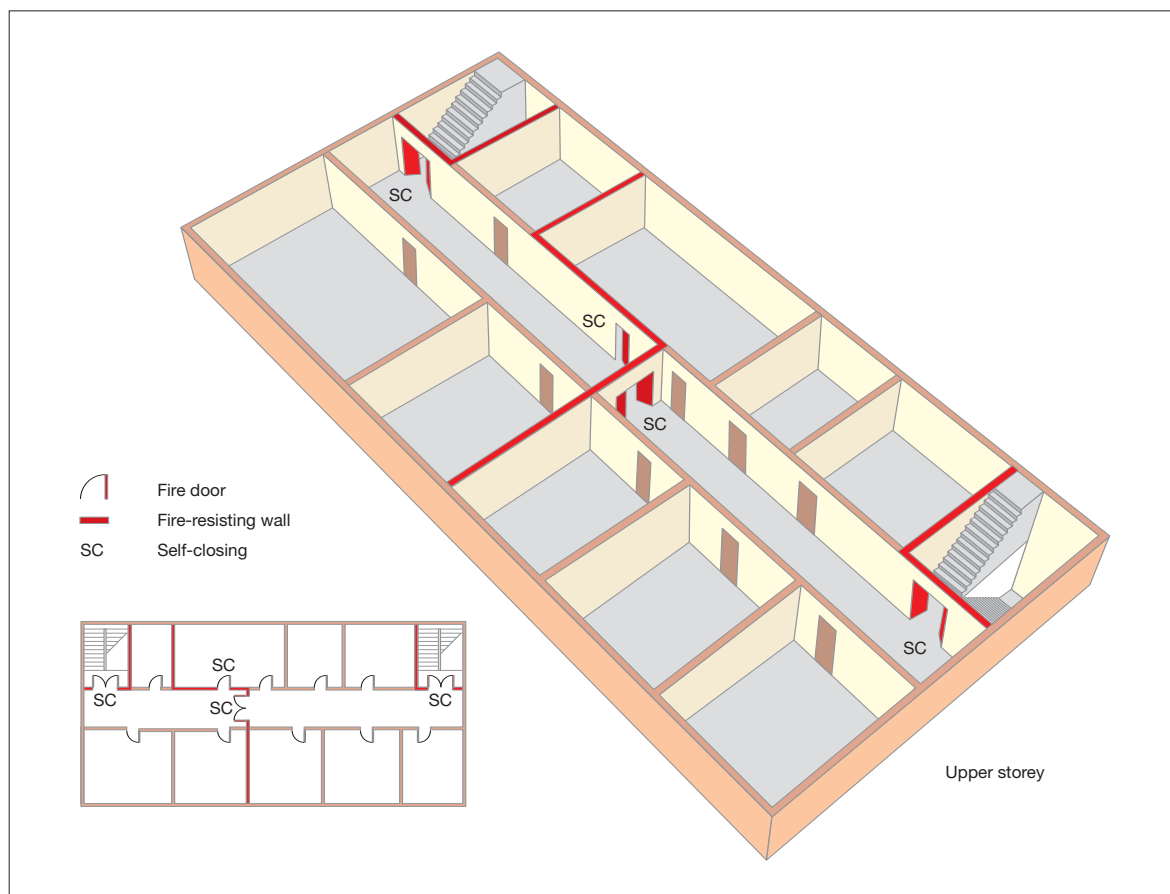 SC
SC
SC
SC
Fire door
Fire-resisting wall
SC Self-closing
SC
SC
SC
SC
Upper storey